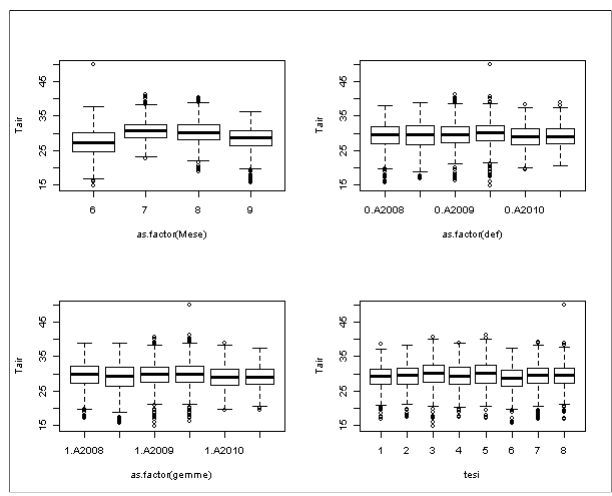 Tair
45
35
25
15
6 7 8 9
as.factor(Mese)
Tair
45
35
25
15
0.A2008 0.A2009 0.A2010
as.factor(def)
Tair
45
35
25
15
1.A2008 1.A2009 1.A2010
as.factor(gemme)
Tair
45
35
25
15
1 2 3 4 5 6 7 8
tesi